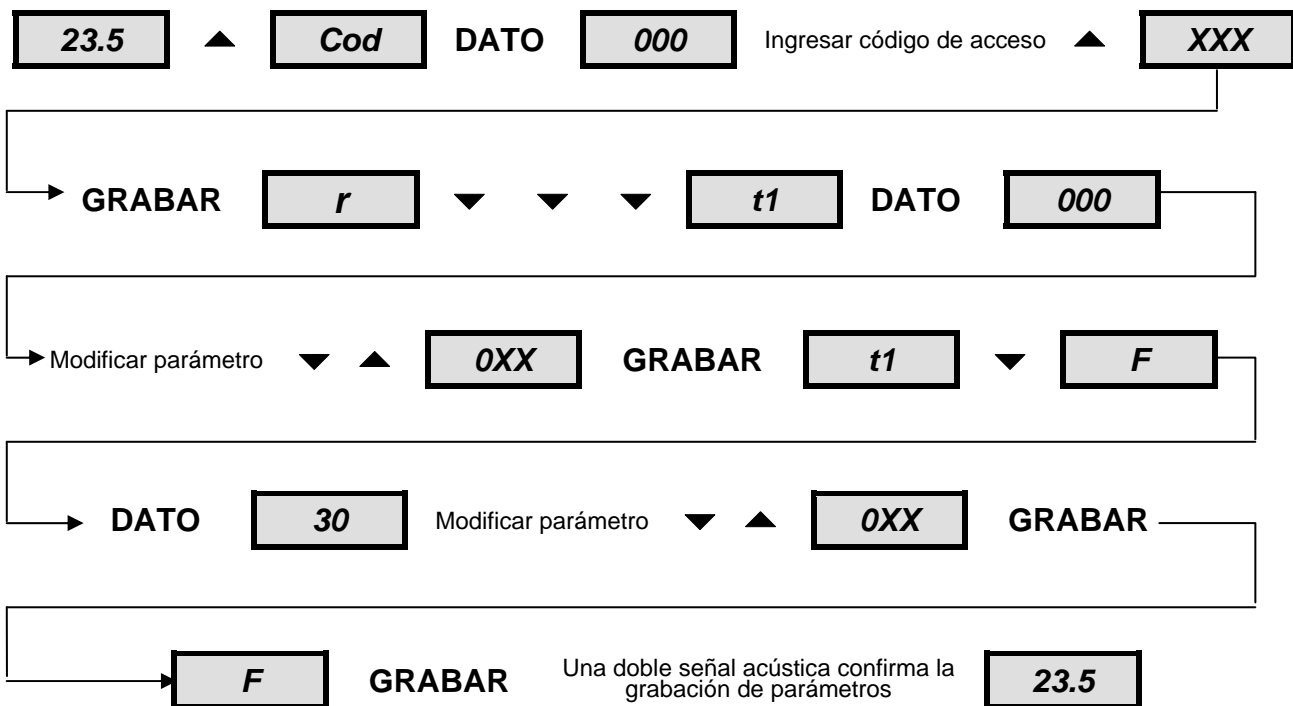 23.5 ▲ Cod DATO 000 Ingresar código de acceso ▲ XXX
GRABAR r ▼ ▼ ▼ t1 DATO 000
Modificar parámetro ▼ ▲ 0XX GRABAR t1 ▼ F
DATO 30 Modificar parámetro ▼ ▲ 0XX GRABAR
F GRABAR Una doble señal acústica confirma la
grabación de parámetros 23.5